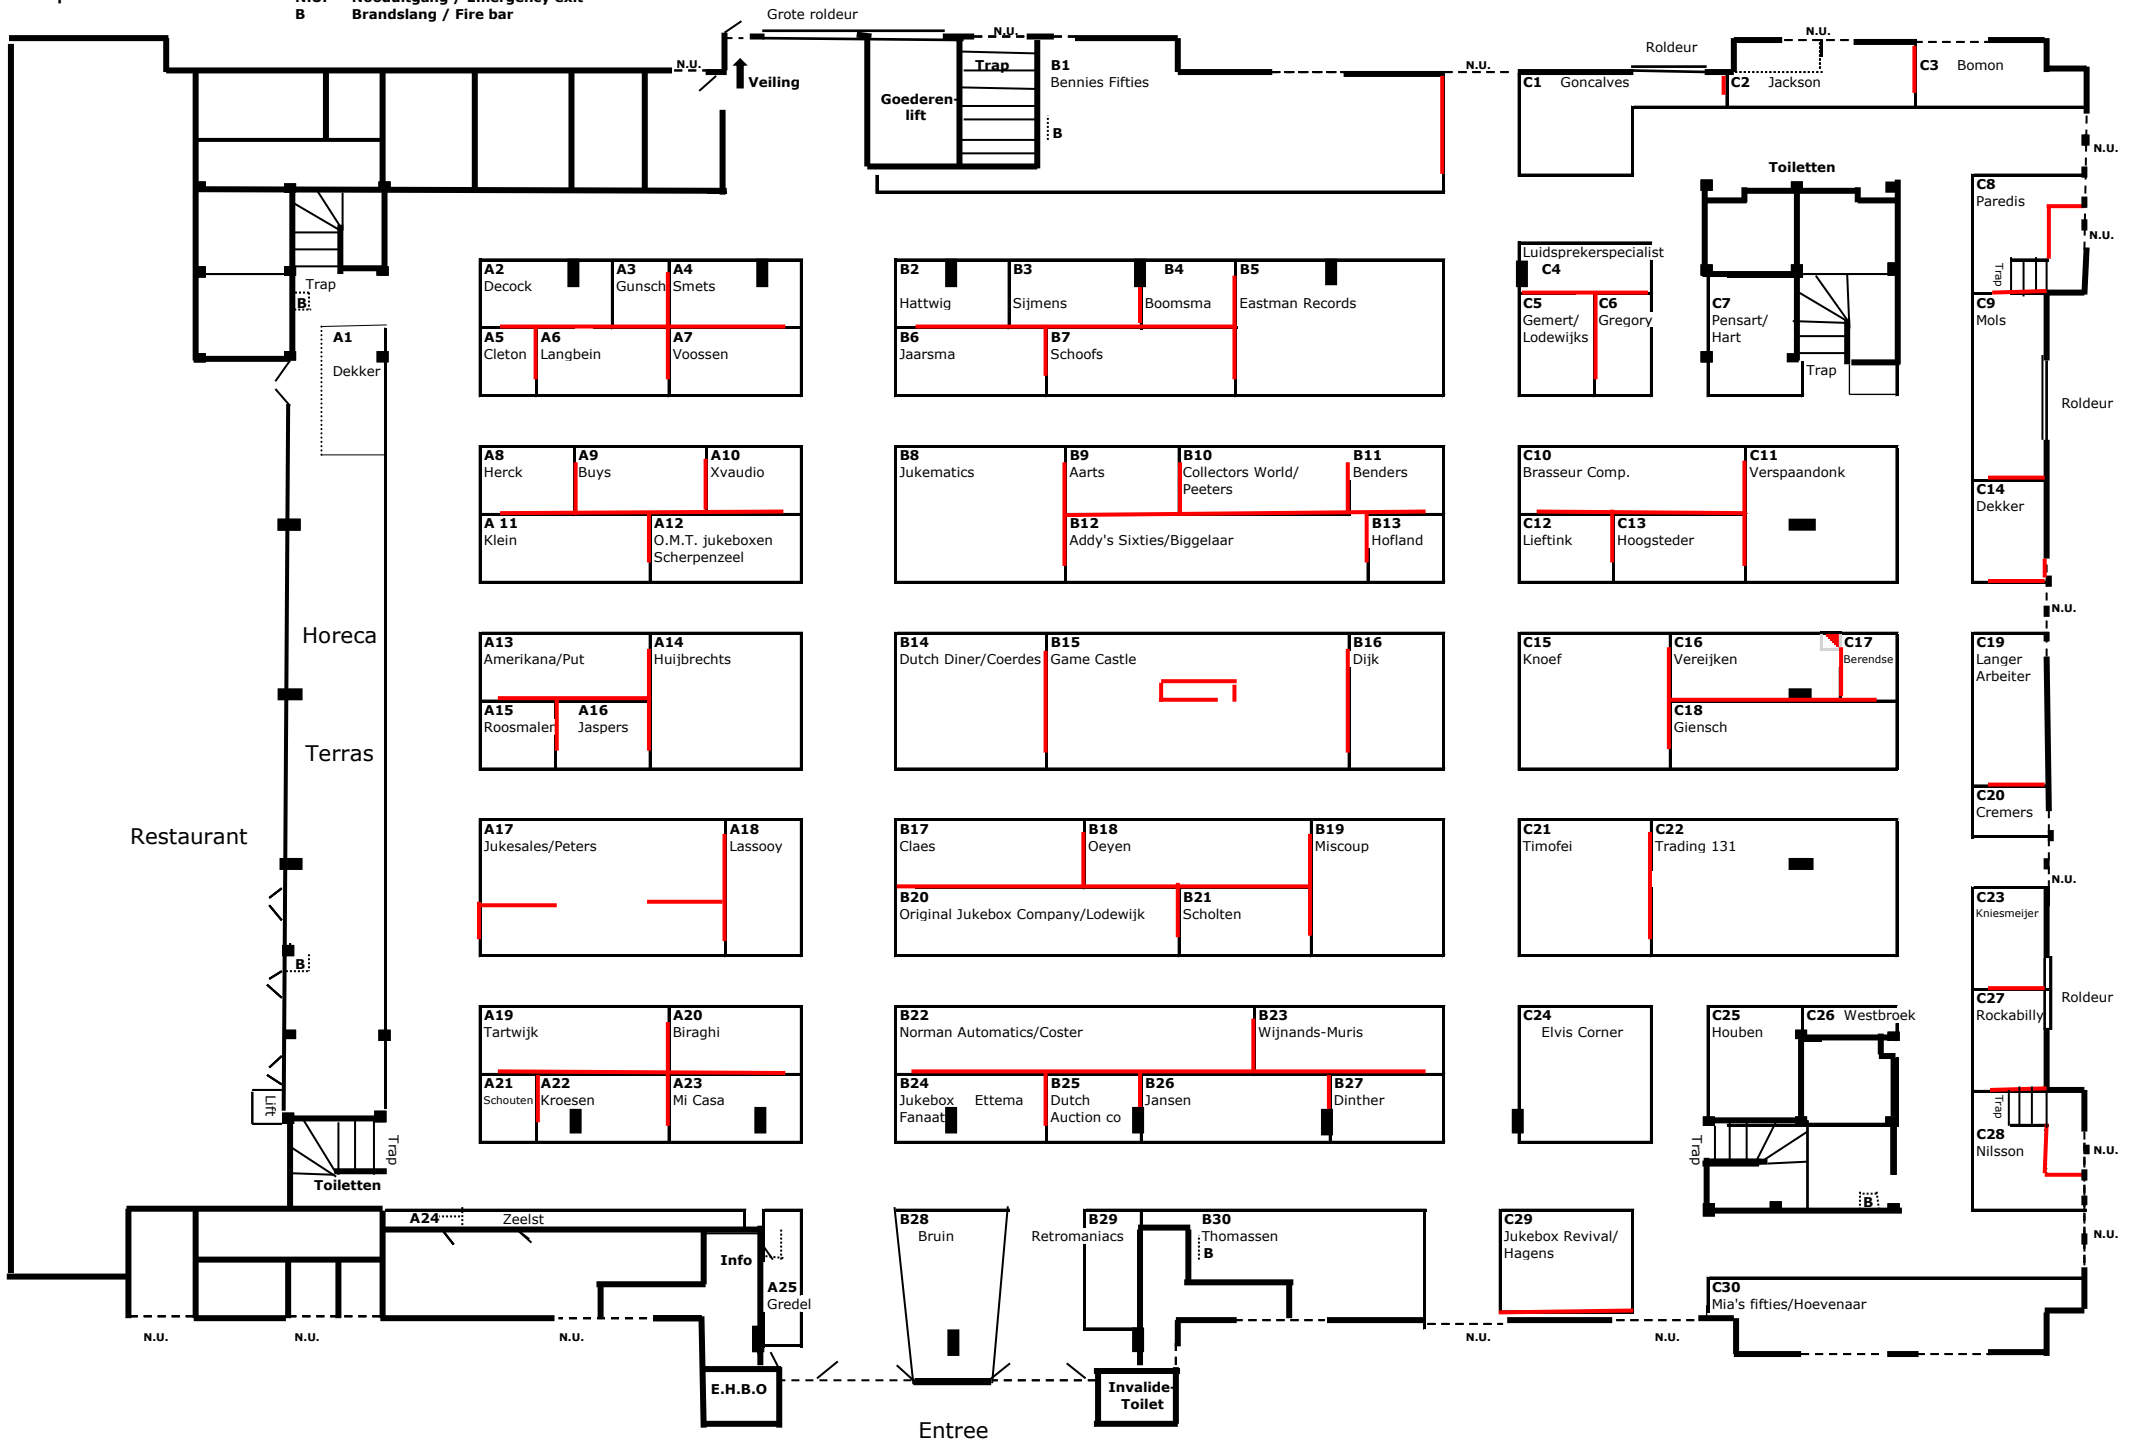 B Brandslang / Fire bar
Grote roldeur
N.U.
Roldeur
N.U.
N.U.
Veiling
Goederen-
lift
Trap
B1
Bennies Fifties
B
N.U.
C1 Goncalves
C2 Jackson
C3 Bomon
N.U.
Toiletten
C8
Paredis
N.U.
Trap
Trap
B
A1
Dekker
A2
Decock
A3
Gunsch
A4
Smets
A5
Cleton
A6
Langbein
A7
Voossen
B2
Hattwig
B3
Sijmens
B4
Boomsma
B5
Eastman Records
B6
Jaarsma
B7
Schoofs
Luidsprekerspecialist
C4
C5
Gemert/
Lodewijks
C6
Gregory
C7
Pensart/
Hart
Trap
C9
Mols
Roldeur
A8
Herck
A9
Buys
A10
Xvaudio
A 11
Klein
A12
O.M.T. jukeboxen
Scherpenzeel
B8
Jukematics
B9
Aarts
B10
Collectors World/
Peeters
B11
Benders
B12
Addy's Sixties/Biggelaar
B13
Hofland
C10
Brasseur Comp.
C11
Verspaandonk
C12
Lieftink
C13
Hoogsteder
C14
Dekker
N.U.
Horeca
Terras
Restaurant
A13
Amerikana/Put
A14
Huijbrechts
A15
Roosmalen
A16
Jaspers
B14
Dutch Diner/Coerdes
B15
Game Castle
B16
Dijk
C15
Knoef
C16
Vereijken
C17
Berendse
C18
Giensch
C19
Langer
Arbeiter
C20
Cremers
N.U.
A17
Jukesales/Peters
A18
Lassooy
B17
Claes
B18
Oeyen
B19
Miscoup
B20
Original Jukebox Company/Lodewijk
B21
Scholten
C21
Timofei
C22
Trading 131
C23
Kniesmeijer
B
Roldeur
A19
Tartwijk
A20
Biraghi
A21
Schouten
A22
Kroesen
A23
Mi Casa
B22
Norman Automatics/Coster
B23
Wijnands-Muris
B24
Jukebox Ettema
Fanaat
B25
Dutch
Auction co
B26
Jansen
B27
Dinther
C24
Elvis Corner
C25
Houben
C26 Westbroek
C27
Rockabilly
Trap
C28
Nilsson
N.U.
Lift
Trap
Toiletten
Trap
B
N.U.
A24 Zeelst
Info
A25
Gredel
B28
Bruin
B29
Retromaniacs
B30
Thomassen
B
C29
Jukebox Revival/
Hagens
C30
Mia's fifties/Hoevenaar
N.U.
N.U.
N.U.
N.U.
N.U.
E.H.B.O
Invalide-
Toilet
Entree